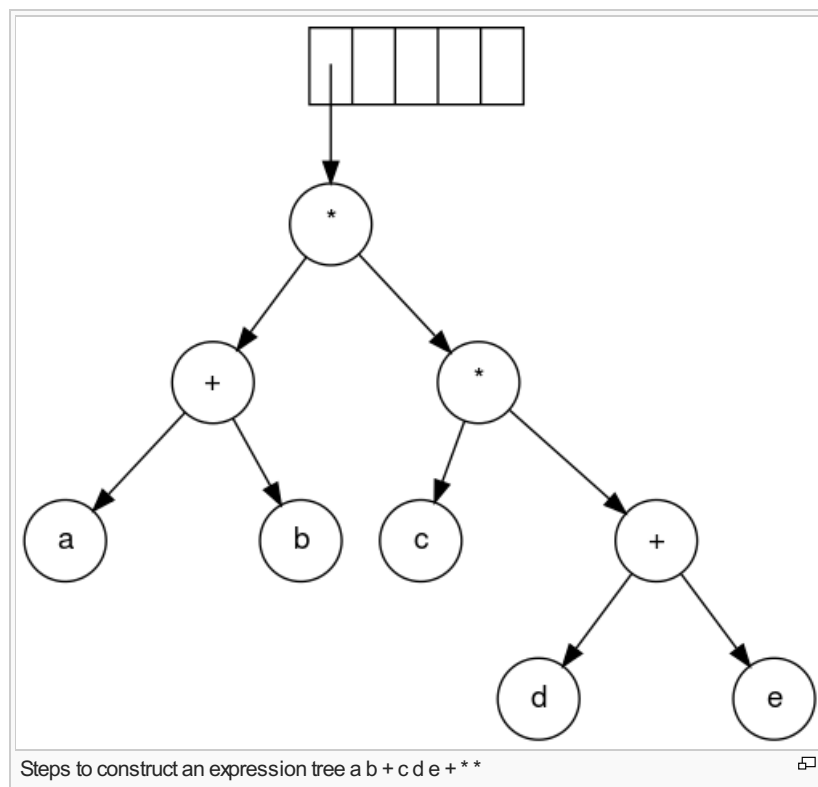 *
+ *
a b c +
d e
Steps to construct an expression tree a b + c d e + * *